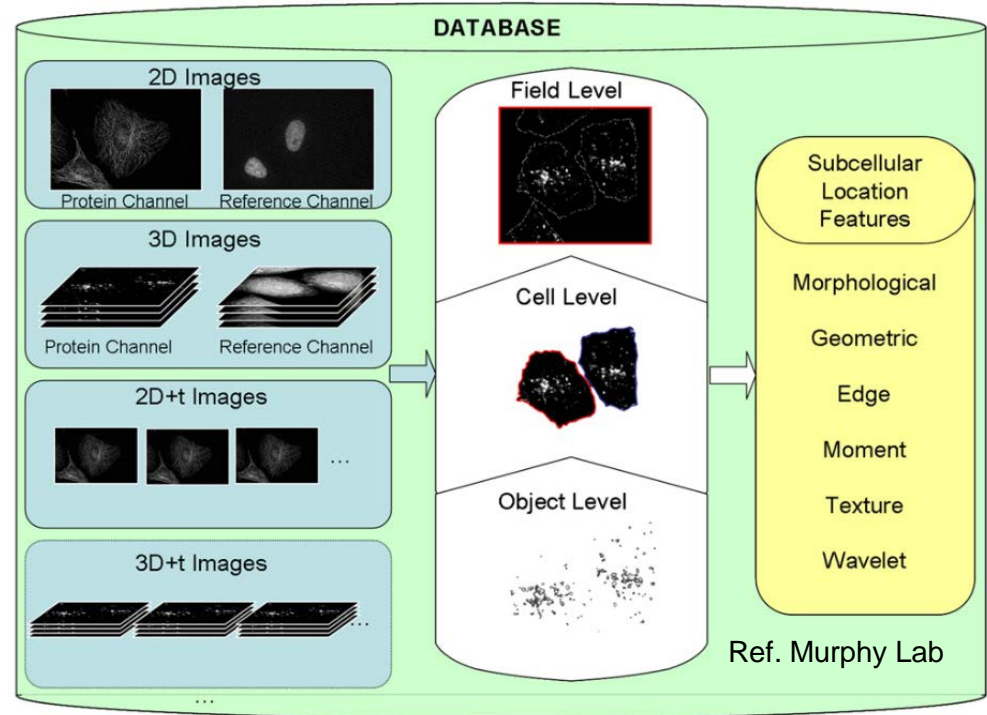 DATABASE
2D Images
Protein Channel
Reference Channel
3D Images
Protein Channel
Reference Channel
2D+t Images
...
3D+t Images
...
...
Field Level
Cell Level
Object Level
Subcellular
Location
Features
Morphological
Geometric
Edge
Moment
Texture
Wavelet
Ref. Murphy Lab